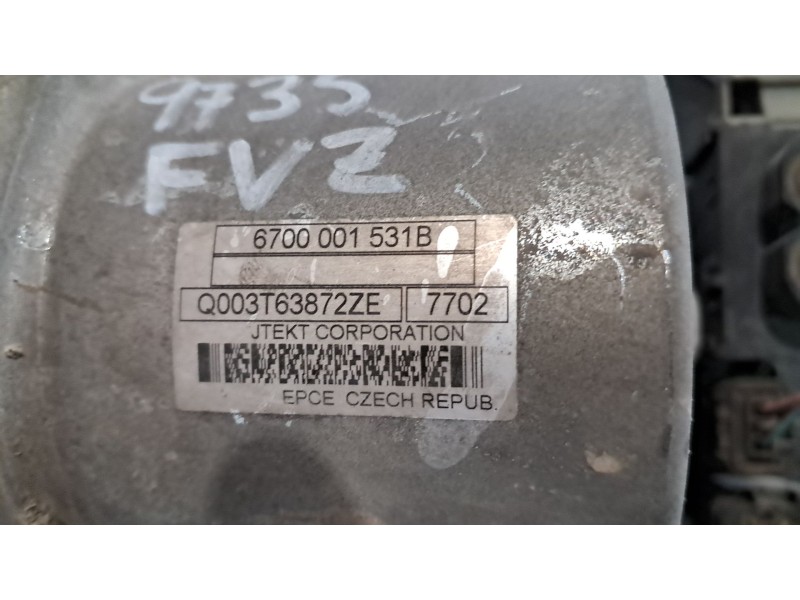 9735
FVZ
6700 001 531B
Q003T63872ZE 7702
JTEKT CORPORATION
EPCE CZECH REPUB.